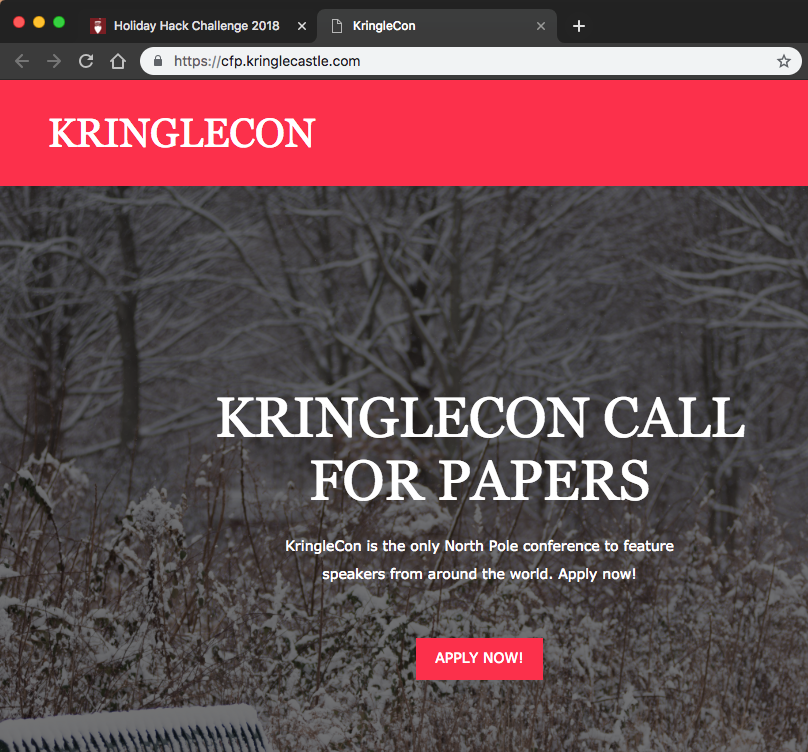 Holiday Hack Challenge 2018
KringleCon
https://cfp.kringlecastle.com
KRINGLECON
KRINGLECON CALL
FOR PAPERS
KringleCon is the only North Pole conference to feature
speakers from around the world. Apply now!
APPLY NOW!